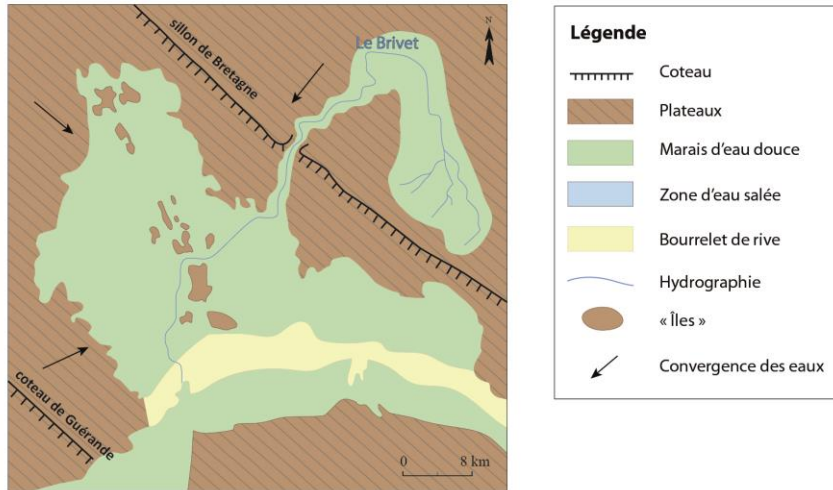 sillon de Bretagne
Le Brivet
N
coteau de Guérande
0 8 km
Légende
Coteau
Plateaux
Marais d'eau douce
Zone d'eau salée
Bourrelet de rive
Hydrographie
« Îles »
Convergence des eaux